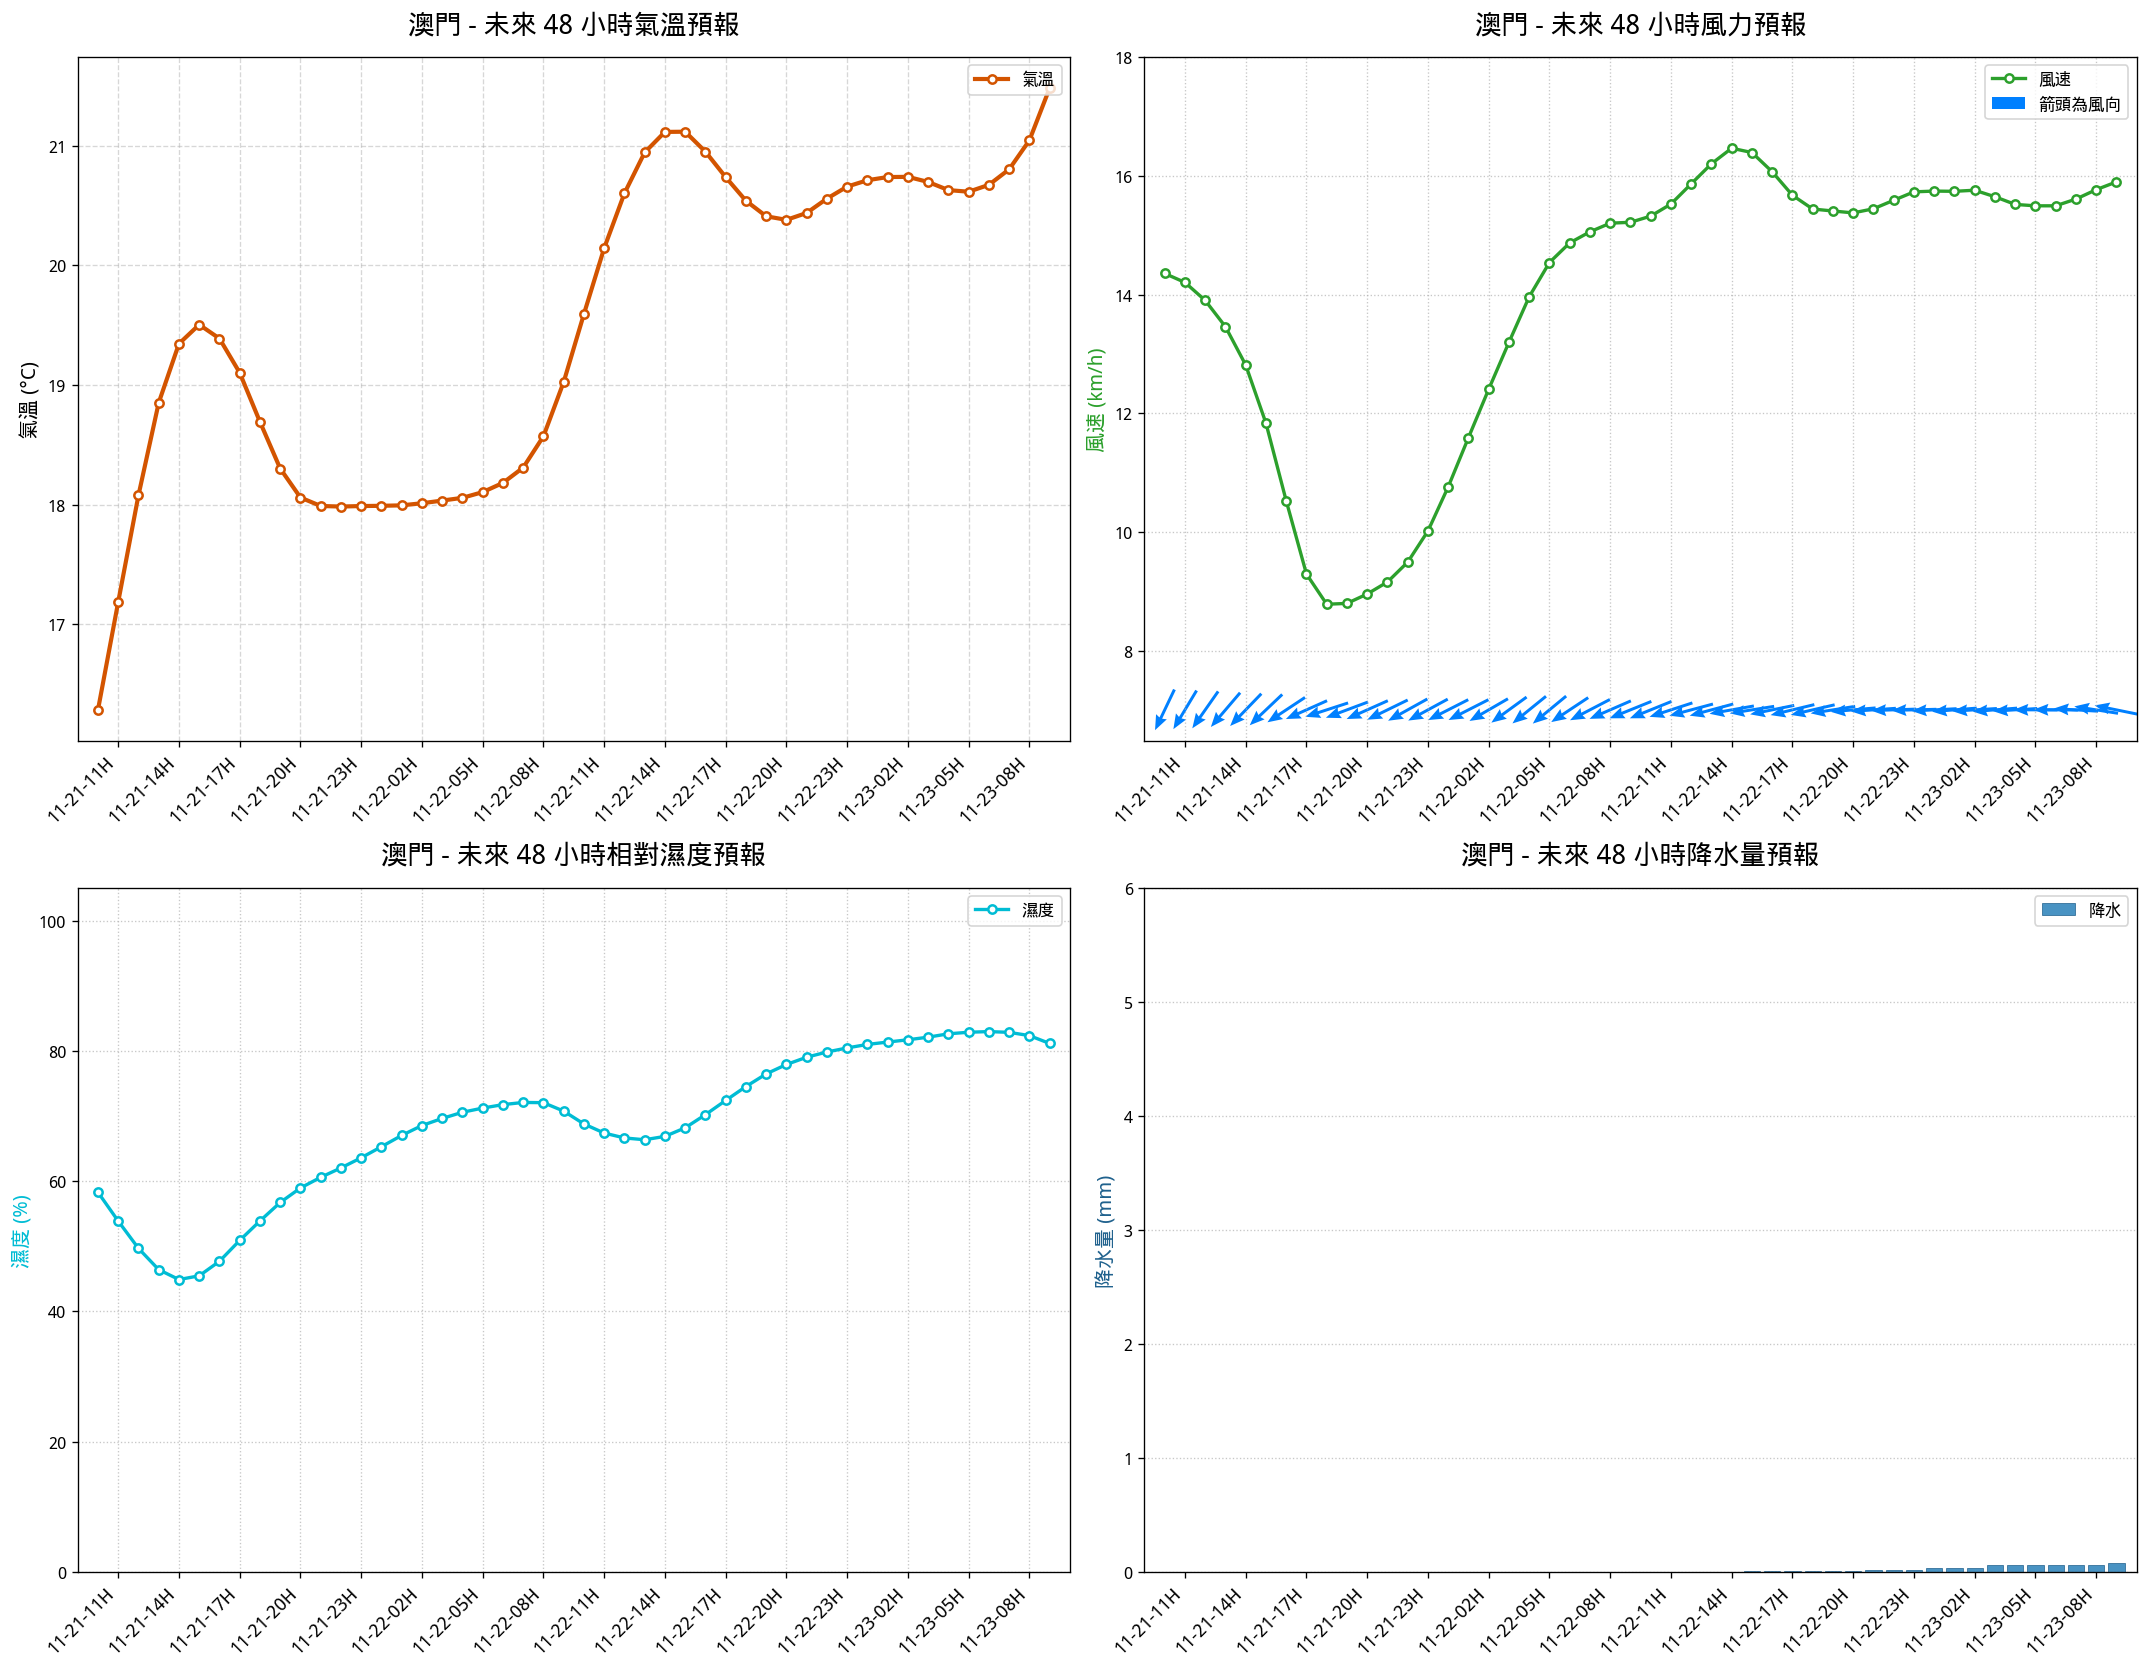 澳門 - 未來 48 小時氣溫預報
氣溫
氣溫 (°C)
21
20
19
18
17
11-21-11H
11-21-14H
11-21-17H
11-21-20H
11-21-23H
11-22-02H
11-22-05H
11-22-08H
11-22-11H
11-22-14H
11-22-17H
11-22-20H
11-22-23H
11-23-02H
11-23-05H
11-23-08H
澳門 - 未來 48 小時風力預報
風速
箭頭為風向
風速 (km/h)
18
16
14
12
10
8
11-21-11H
11-21-14H
11-21-17H
11-21-20H
11-21-23H
11-22-02H
11-22-05H
11-22-08H
11-22-11H
11-22-14H
11-22-17H
11-22-20H
11-22-23H
11-23-02H
11-23-05H
11-23-08H
澳門 - 未來 48 小時相對濕度預報
濕度
濕度 (%)
100
80
60
40
20
0
11-21-11H
11-21-14H
11-21-17H
11-21-20H
11-21-23H
11-22-02H
11-22-05H
11-22-08H
11-22-11H
11-22-14H
11-22-17H
11-22-20H
11-22-23H
11-23-02H
11-23-05H
11-23-08H
澳門 - 未來 48 小時降水量預報
降水
降水量 (mm)
6
5
4
3
2
1
0
11-21-11H
11-21-14H
11-21-17H
11-21-20H
11-21-23H
11-22-02H
11-22-05H
11-22-08H
11-22-11H
11-22-14H
11-22-17H
11-22-20H
11-22-23H
11-23-02H
11-23-05H
11-23-08H